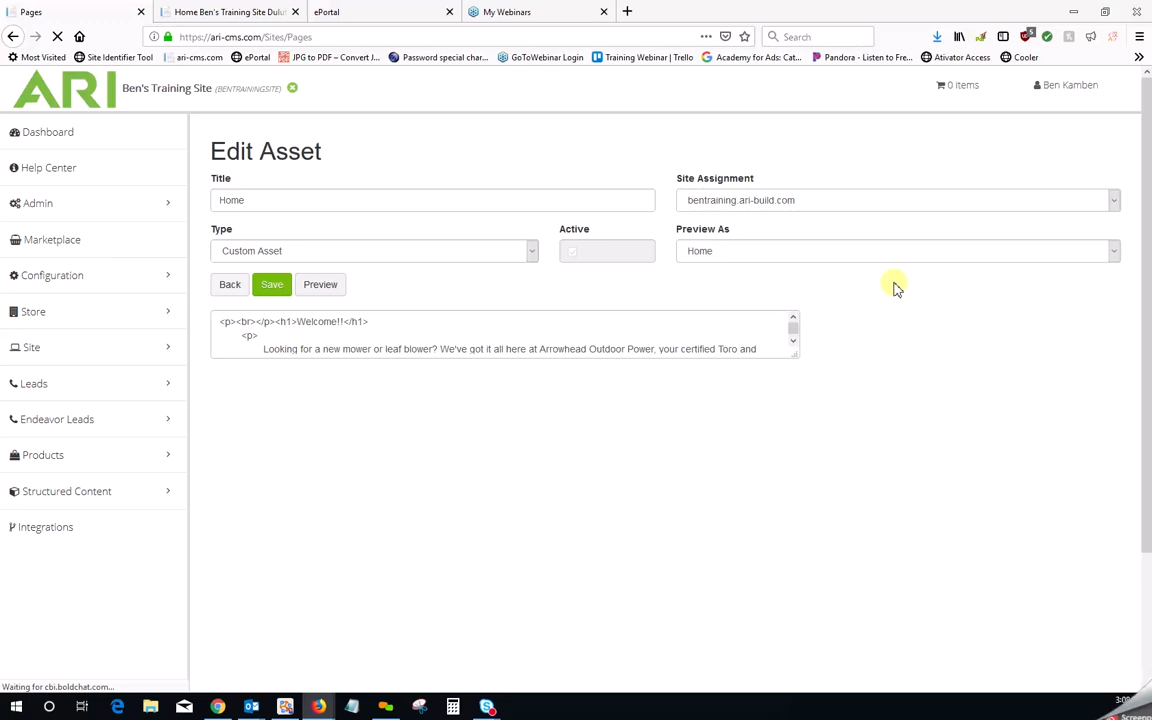 Pages
Home Ben's Training Site Dulu
ePortal
My Webinars
https://ari-cms.com/Sites/Pages
Search
5
Most Visited
Site Identifier Tool
ari-cms.com
ePortal
JPG to PDF – Convert J...
Password special char...
GoToWebinar Login
Training Webinar | Trello
Academy for Ads: Cat...
Pandora - Listen to Fre...
Ativator Access
Cooler
ARI
Ben's Training Site (BENTRAININGSITE)
0 items
Ben Kamben
Dashboard
Help Center
Admin
Marketplace
Configuration
Store
Site
Leads
Endeavor Leads
Products
Structured Content
Integrations
Edit Asset
Title
Site Assignment
Home
bentraining.ari-build.com
Type
Active
Preview As
Custom Asset
Home
Back
Save
Preview
<p><br></p><h1>Welcome!!</h1>
<p>
Looking for a new mower or leaf blower? We've got it all here at Arrowhead Outdoor Power, your certified Toro and
Waiting for cbi.boldchat.com...